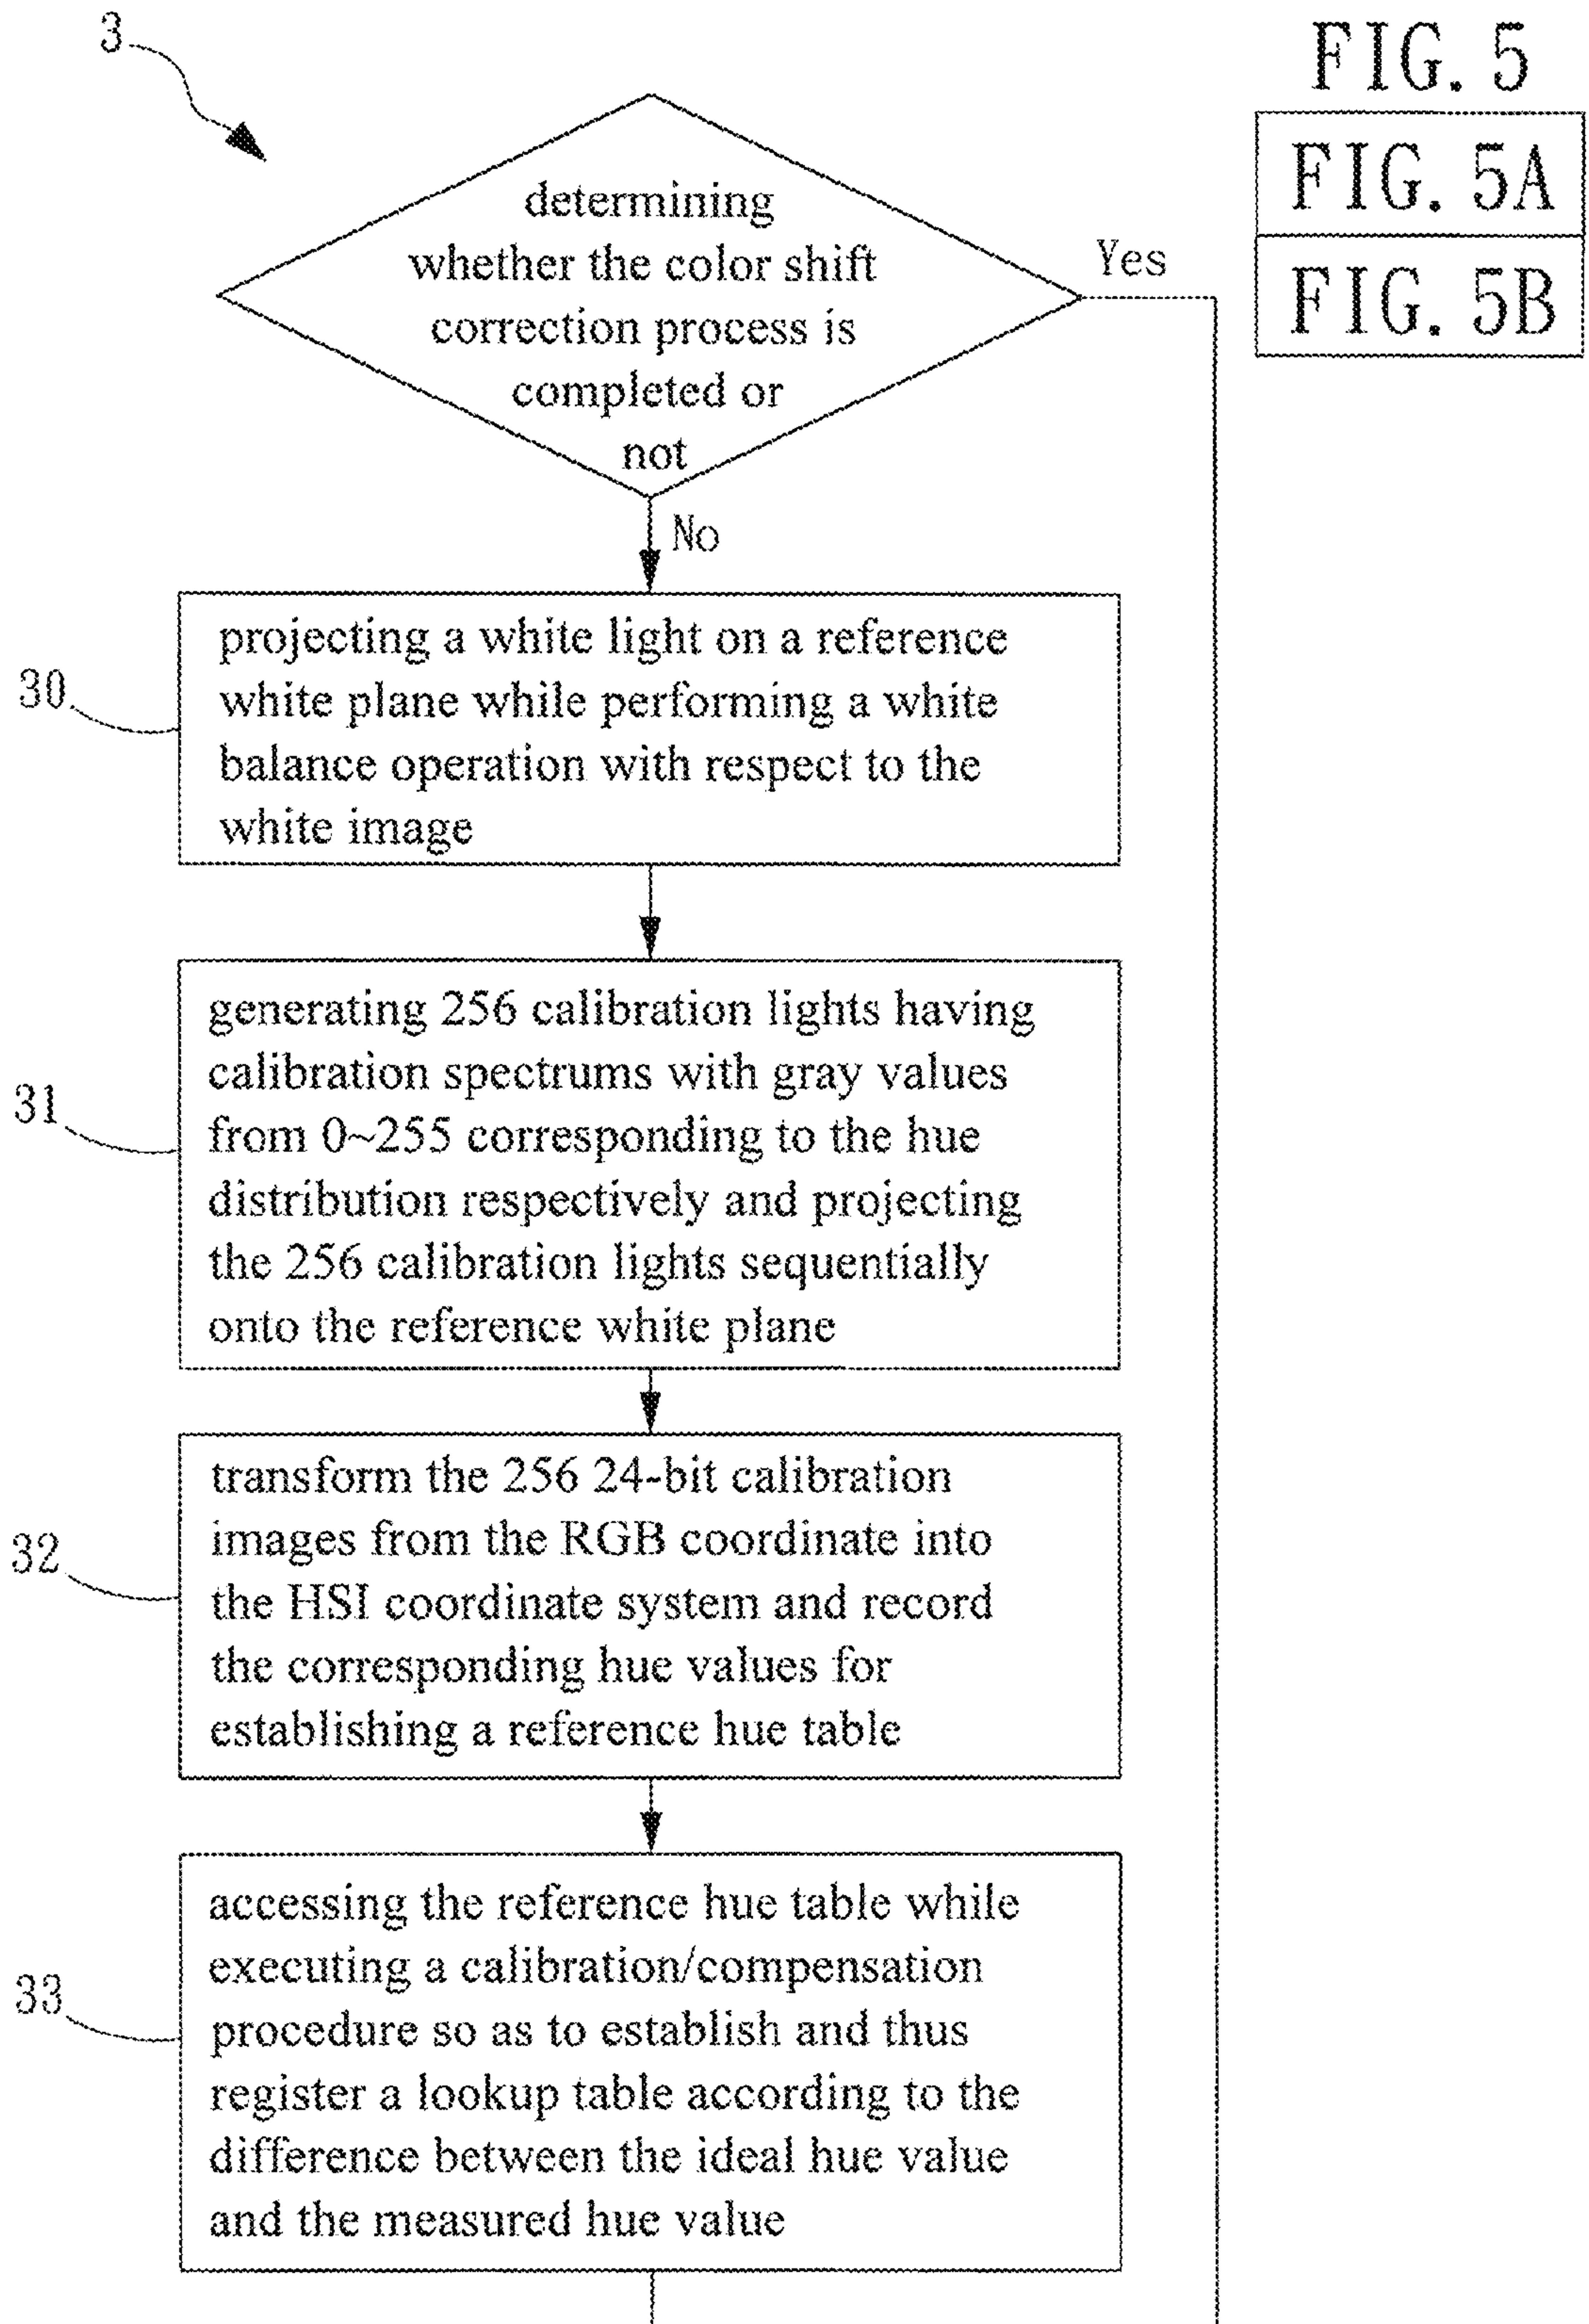 3
FIG. 5
FIG. 5A
FIG. 5B
determining
whether the color shift
correction process is
completed or
not
Yes
No
30
projecting a white light on a reference
white plane while performing a white
balance operation with respect to the
white image
31
generating 256 calibration lights having
calibration spectrums with gray values
from 0~255 corresponding to the hue
distribution respectively and projecting
the 256 calibration lights sequentially
onto the reference white plane
32
transform the 256 24-bit calibration
images from the RGB coordinate into
the HSI coordinate system and record
the corresponding hue values for
establishing a reference hue table
33
accessing the reference hue table while
executing a calibration/compensation
procedure so as to establish and thus
register a lookup table according to the
difference between the ideal hue value
and the measured hue value